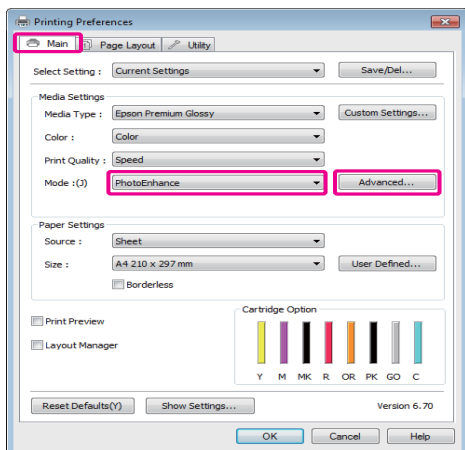 Printing Preferences
Main Page Layout Utility
Select Setting : Current Settings Save/Del...
Media Settings
Media Type : Epson Premium Glossy Custom Settings...
Color : Color
Print Quality : Speed
Mode :(J) PhotoEnhance Advanced...
Paper Settings
Source : Sheet
Size : A4 210 x 297 mm User Defined...
Borderless
Cartridge Option
Print Preview
Layout Manager
Y M MK R OR PK GO C
Reset Defaults(Y) Show Settings... Version 6.70
OK Cancel Help